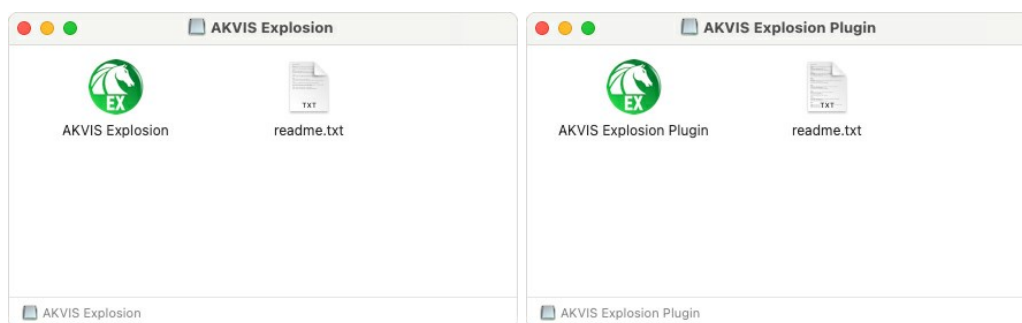 AKVIS Explosion
EX
TXT
AKVIS Explosion
readme.txt
AKVIS Explosion
AKVIS Explosion Plugin
EX
TXT
AKVIS Explosion Plugin
readme.txt
AKVIS Explosion Plugin